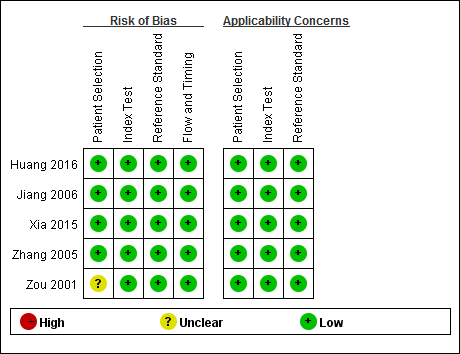 Risk of Bias Applicability Concerns
Patient Selection Index Test Reference Standard Flow and Timing Patient Selection Index Test Reference Standard
Huang 2016 + + + + + + +
Jiang 2006 + + + + + + +
Xia 2015 + + + + + + +
Zhang 2005 + + + + + + +
Zou 2001 ? + + + + + +
High ? Unclear + Low